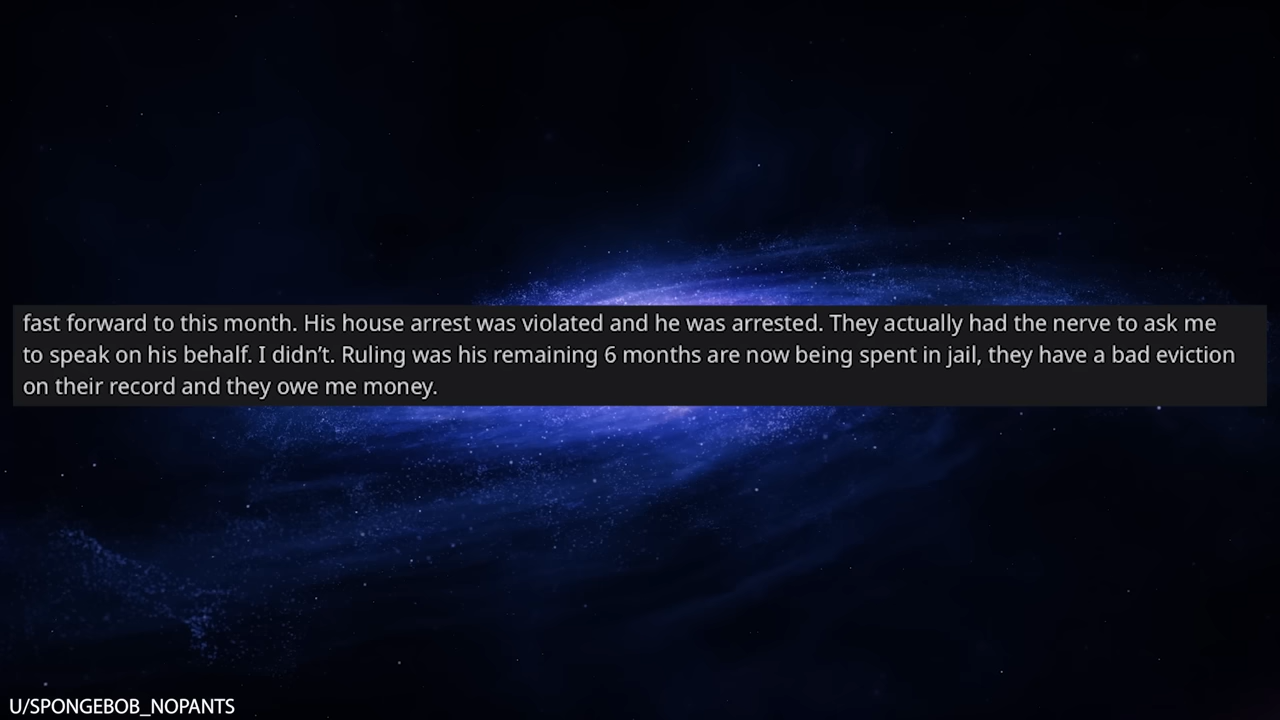 fast forward to this month. His house arrest was violated and he was arrested. They actually had the nerve to ask me
to speak on his behalf. I didn’t. Ruling was his remaining 6 months are now being spent in jail, they have a bad eviction
on their record and they owe me money.
U/SPONGEBOB_NOPANTS